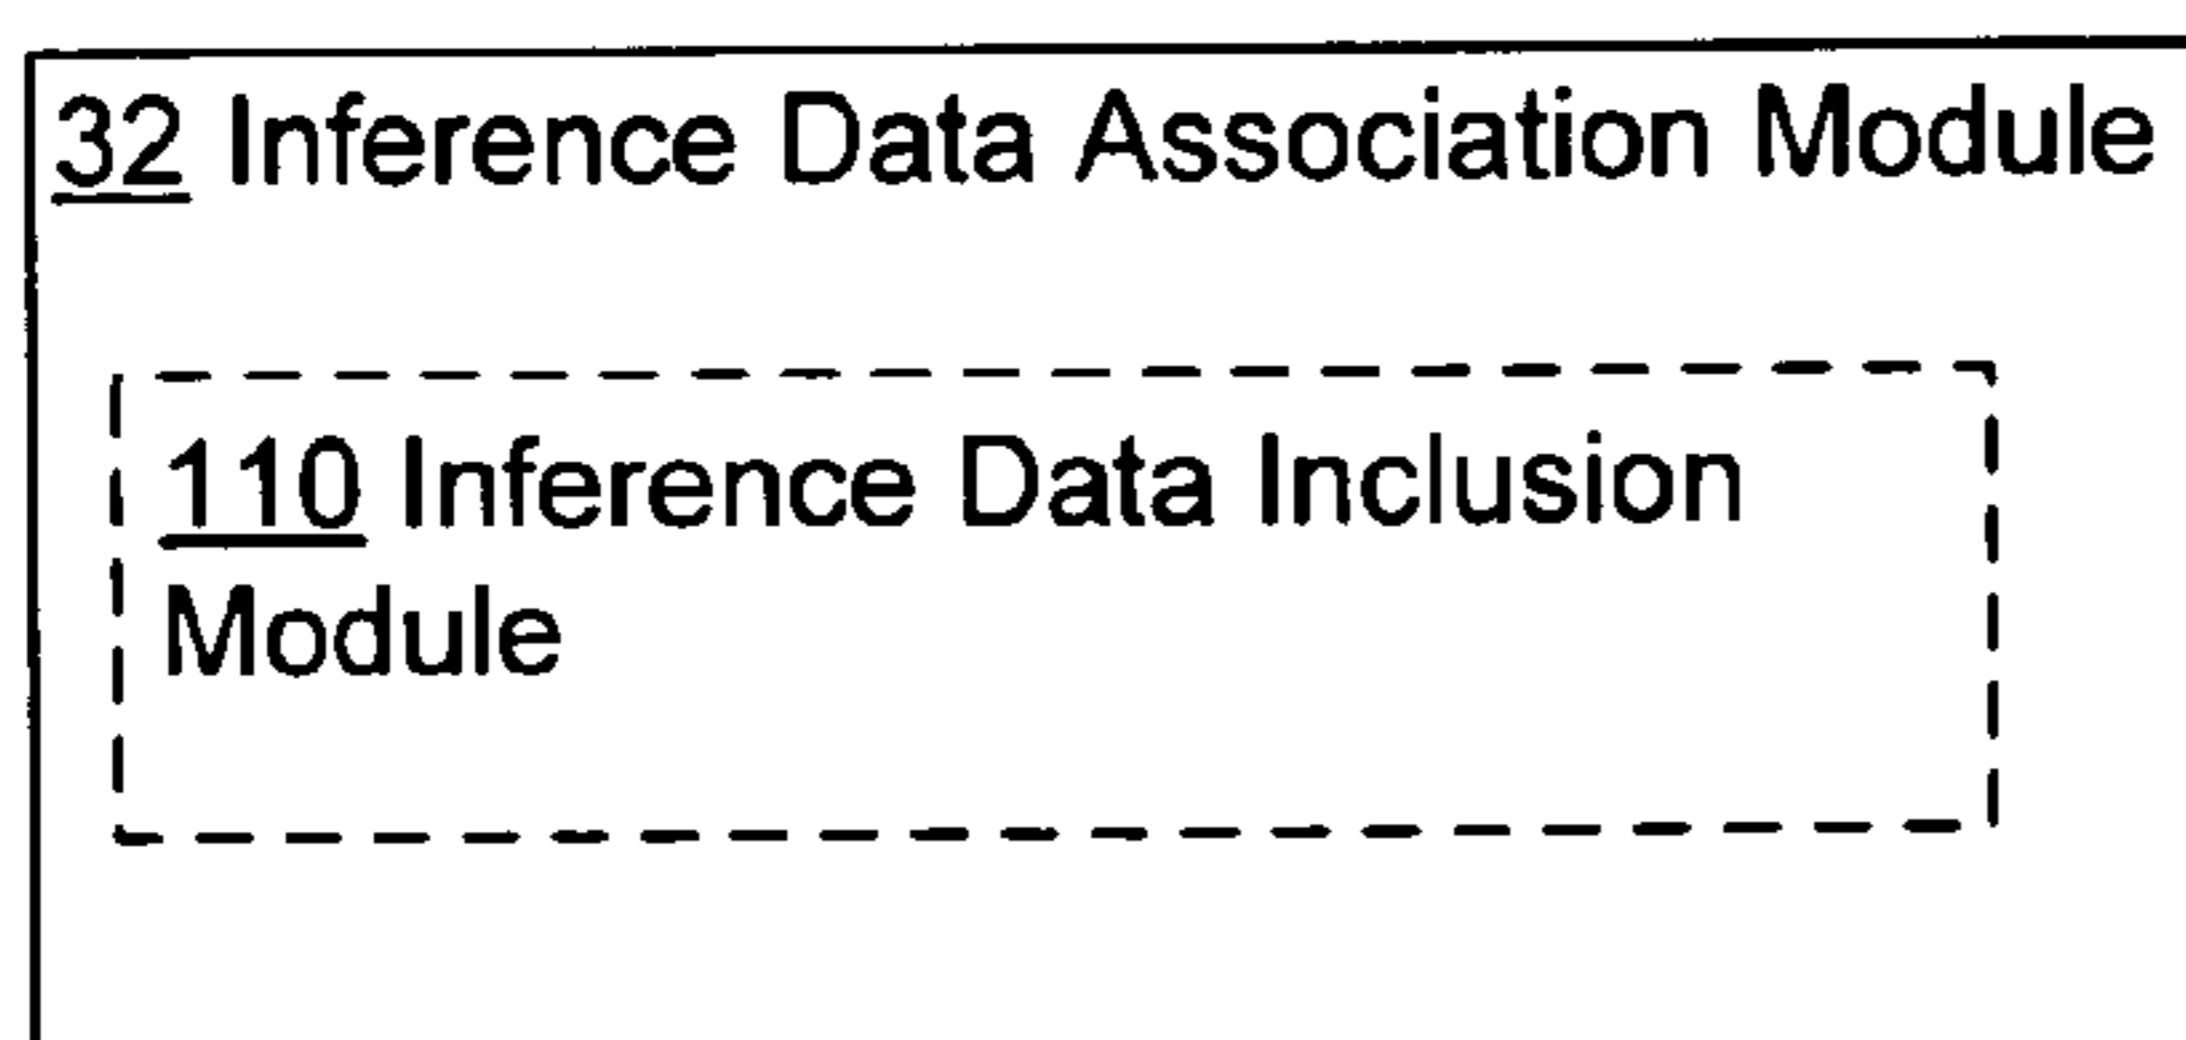 32 Inference Data Association Module
110 Inference Data Inclusion
Module